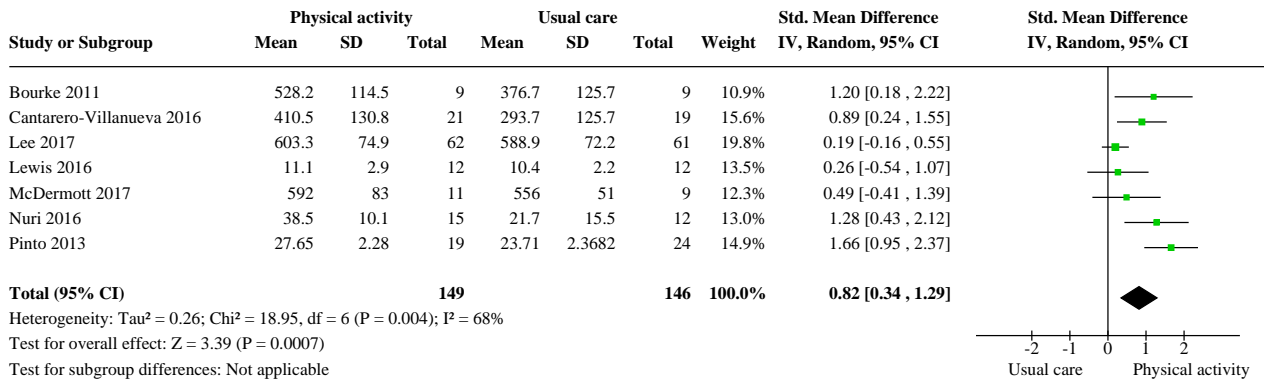 Physical activity Usual care Std. Mean Difference Std. Mean Difference
Study or Subgroup Mean SD Total Mean SD Total Weight IV, Random, 95% CI IV, Random, 95% CI
Bourke 2011 528.2 114.5 9 376.7 125.7 9 10.9% 1.20 [0.18 , 2.22]
Cantarero-Villanueva 2016 410.5 130.8 21 293.7 125.7 19 15.6% 0.89 [0.24 , 1.55]
Lee 2017 603.3 74.9 62 588.9 72.2 61 19.8% 0.19 [-0.16 , 0.55]
Lewis 2016 11.1 2.9 12 10.4 2.2 12 13.5% 0.26 [-0.54 , 1.07]
McDermott 2017 592 83 11 556 51 9 12.3% 0.49 [-0.41 , 1.39]
Nuri 2016 38.5 10.1 15 21.7 15.5 12 13.0% 1.28 [0.43 , 2.12]
Pinto 2013 27.65 2.28 19 23.71 2.3682 24 14.9% 1.66 [0.95 , 2.37]
Total (95% CI) 149 146 100.0% 0.82 [0.34 , 1.29]
Heterogeneity: Tau² = 0.26; Chi² = 18.95, df = 6 (P = 0.004); I² = 68%
Test for overall effect: Z = 3.39 (P = 0.0007)
-2 -1 0 1 2
Test for subgroup differences: Not applicable Usual care Physical activity